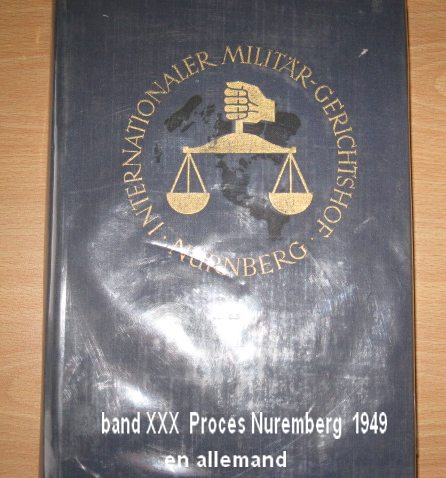 INTERNATIONALER MILITÄR-GERICHTSHOF
· NÜRNBERG ·
band XXX Proces Nuremberg 1949
en allemand